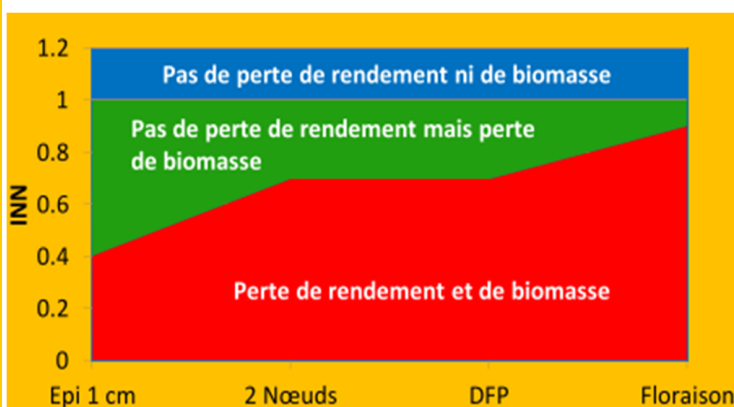 1.2
Pas de perte de rendement ni de biomasse
1
Pas de perte de rendement mais perte
de biomasse
0.8
INN
0.6
0.4
Perte de rendement et de biomasse
0.2
0
Epi 1 cm
2 Nœuds
DFP
Floraison